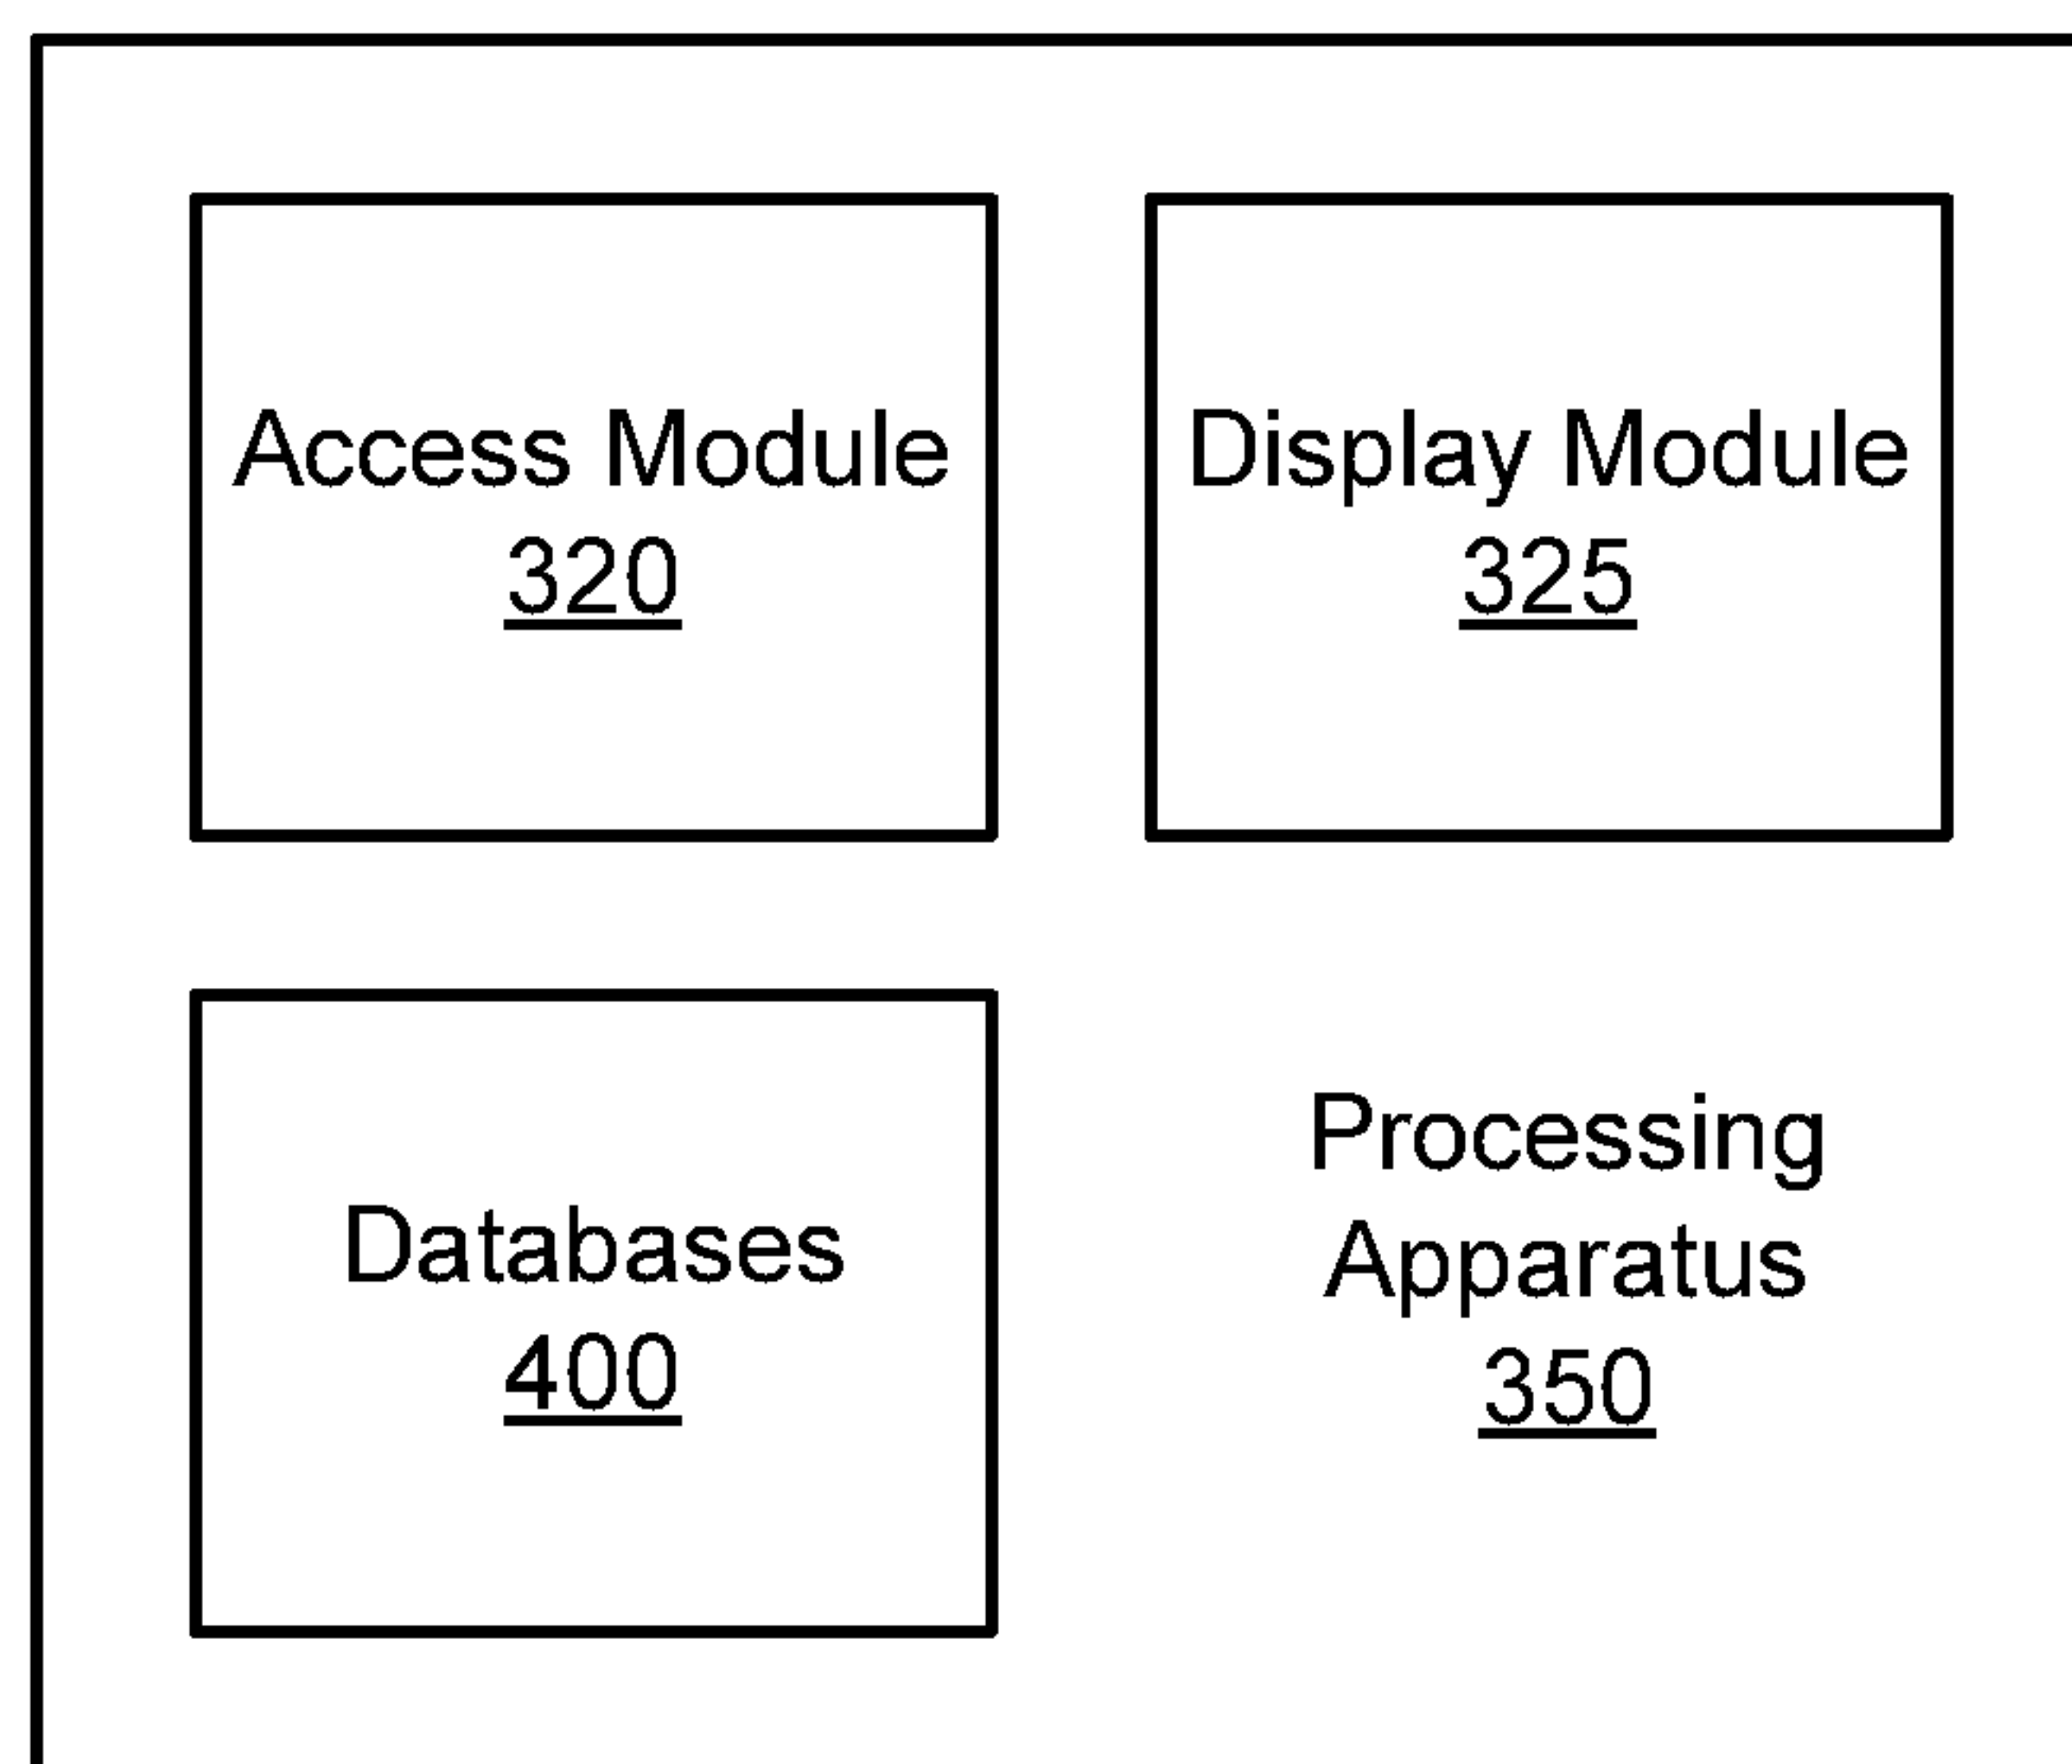 Access Module
320
Display Module
325
Databases
400
Processing
Apparatus
350